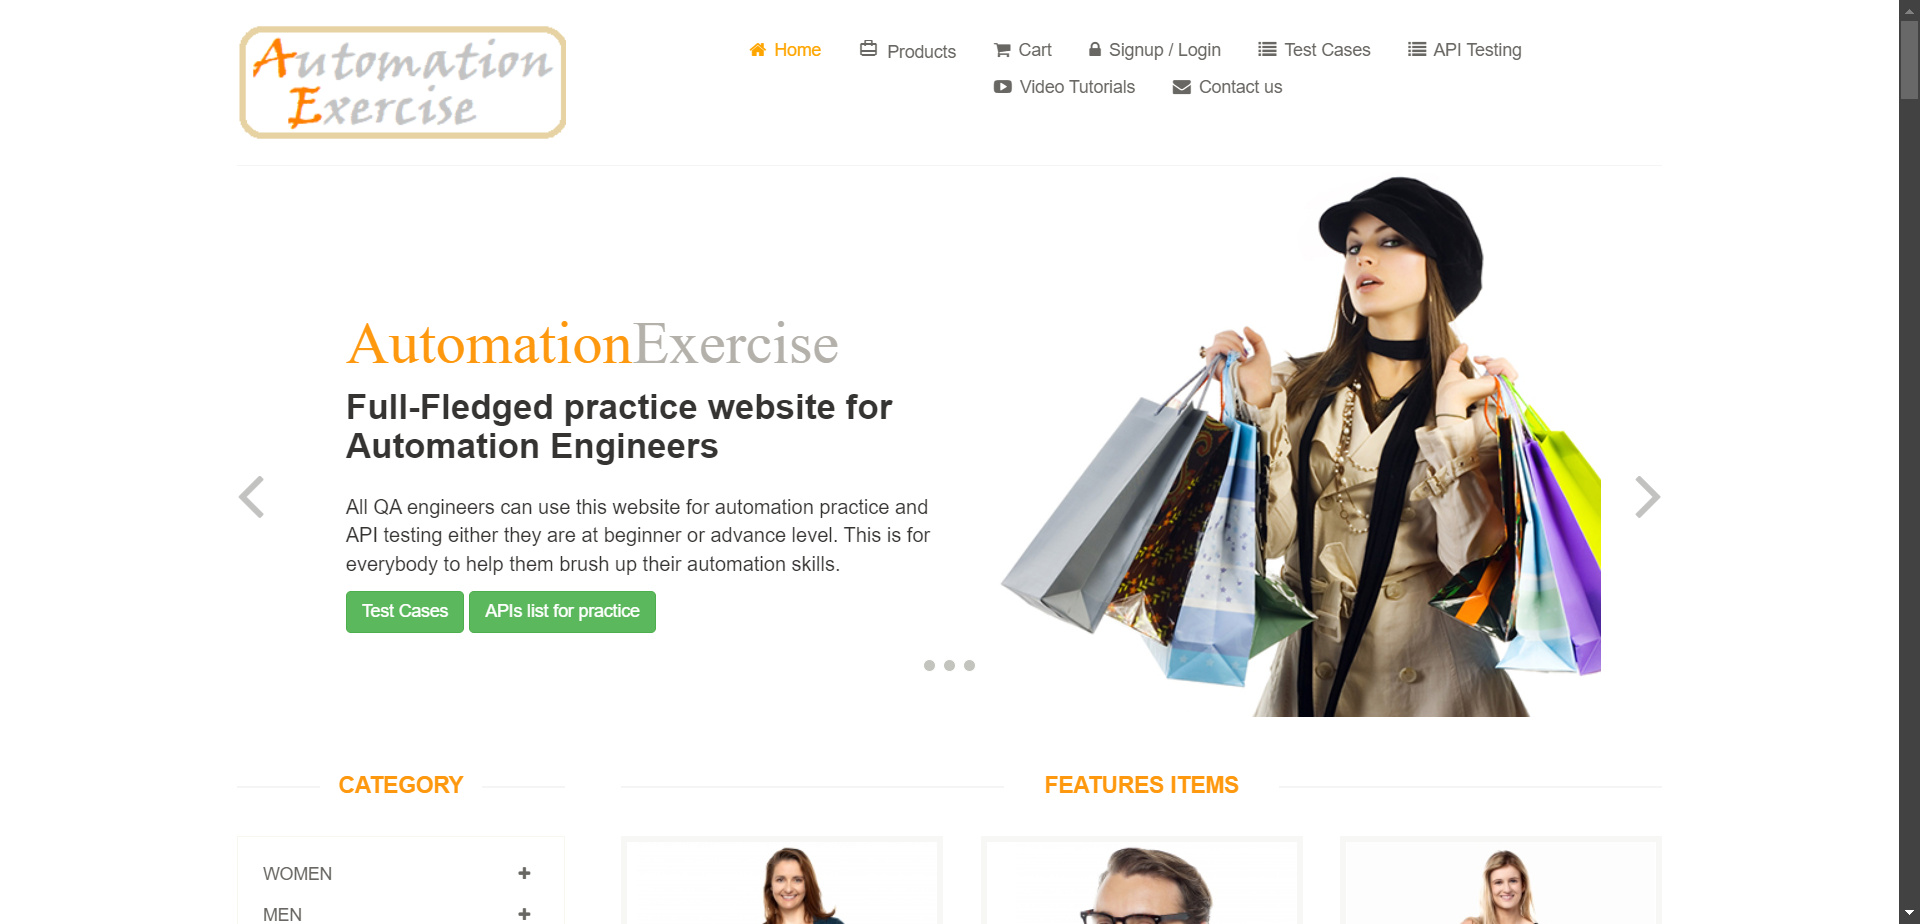 Automation
Exercise
Home
Products
Cart
Signup / Login
Test Cases
API Testing
Video Tutorials
Contact us
AutomationExercise
Full-Fledged practice website for
Automation Engineers
All QA engineers can use this website for automation practice and
API testing either they are at beginner or advance level. This is for
everybody to help them brush up their automation skills.
Test Cases
APIs list for practice
CATEGORY
FEATURES ITEMS
WOMEN
MEN